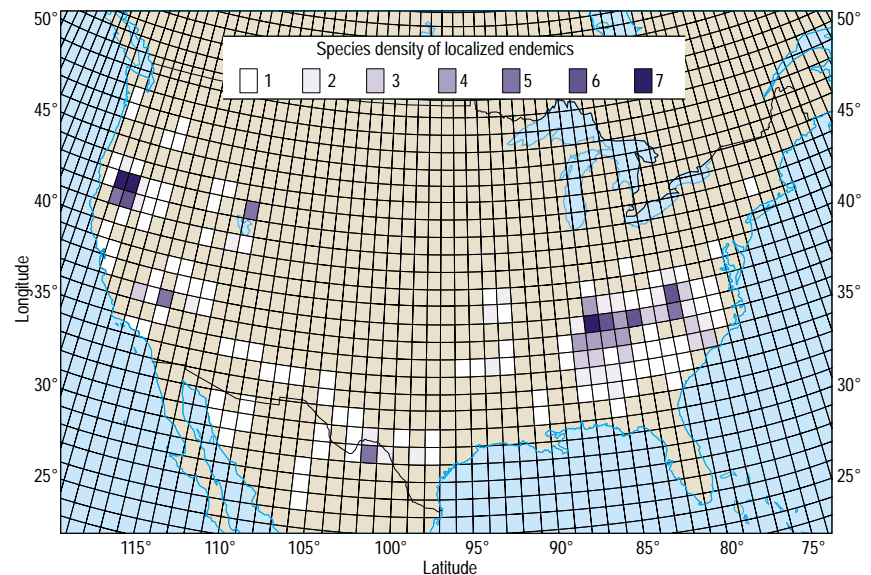 50° 50°
Species density of localized endemics
1 2 3 4 5 6 7
45° 45°
40° 40°
Longitude
35° 35°
30° 30°
25° 25°
115° 110° 105° 100° 95° 90° 85° 80° 75°
Latitude